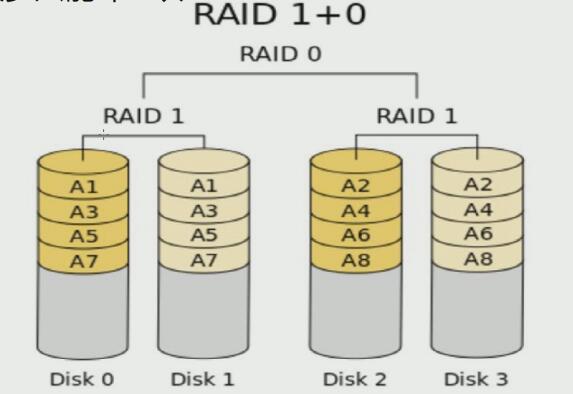 RAID 1+0
RAID 0
RAID 1 RAID 1
A1 A1 A2 A2
A3 A3 A4 A4
A5 A5 A6 A6
A7 A7 A8 A8
Disk 0 Disk 1 Disk 2 Disk 3